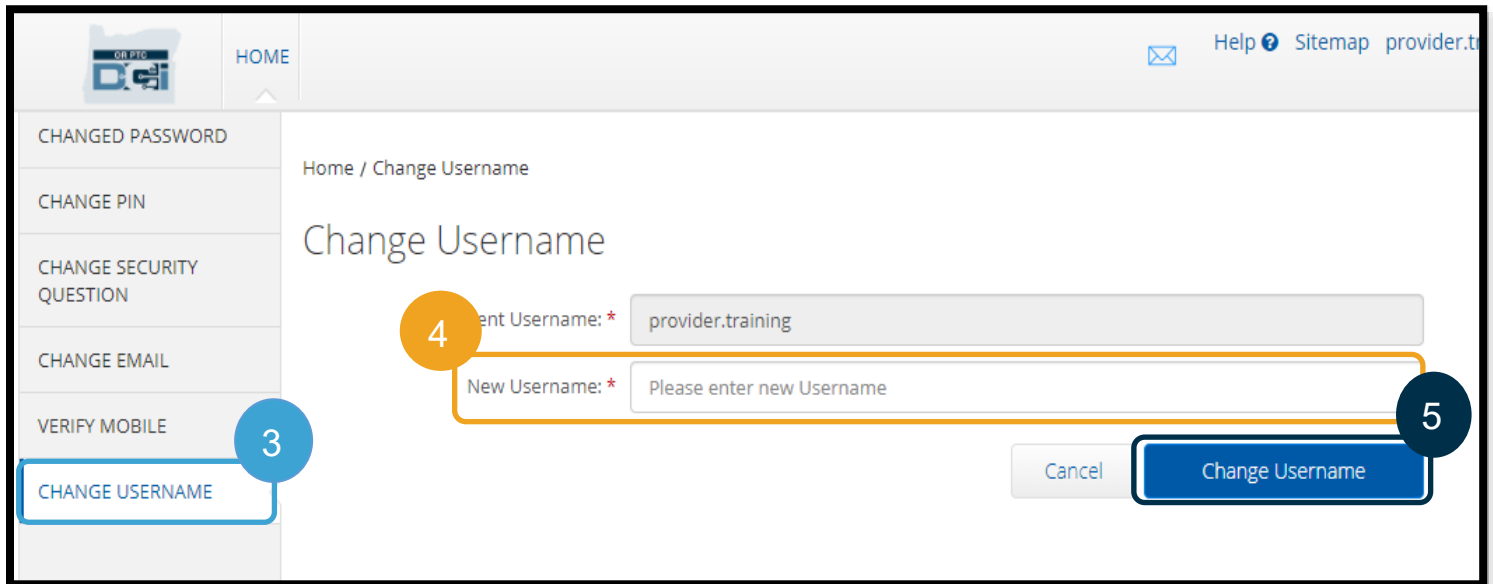 OR PTC
DCI
HOME
Help ? Sitemap provider.t
CHANGED PASSWORD
CHANGE PIN
CHANGE SECURITY
QUESTION
CHANGE EMAIL
VERIFY MOBILE
3
CHANGE USERNAME
Home / Change Username
Change Username
4
ent Username: * provider.training
New Username: * Please enter new Username
5
Cancel Change Username